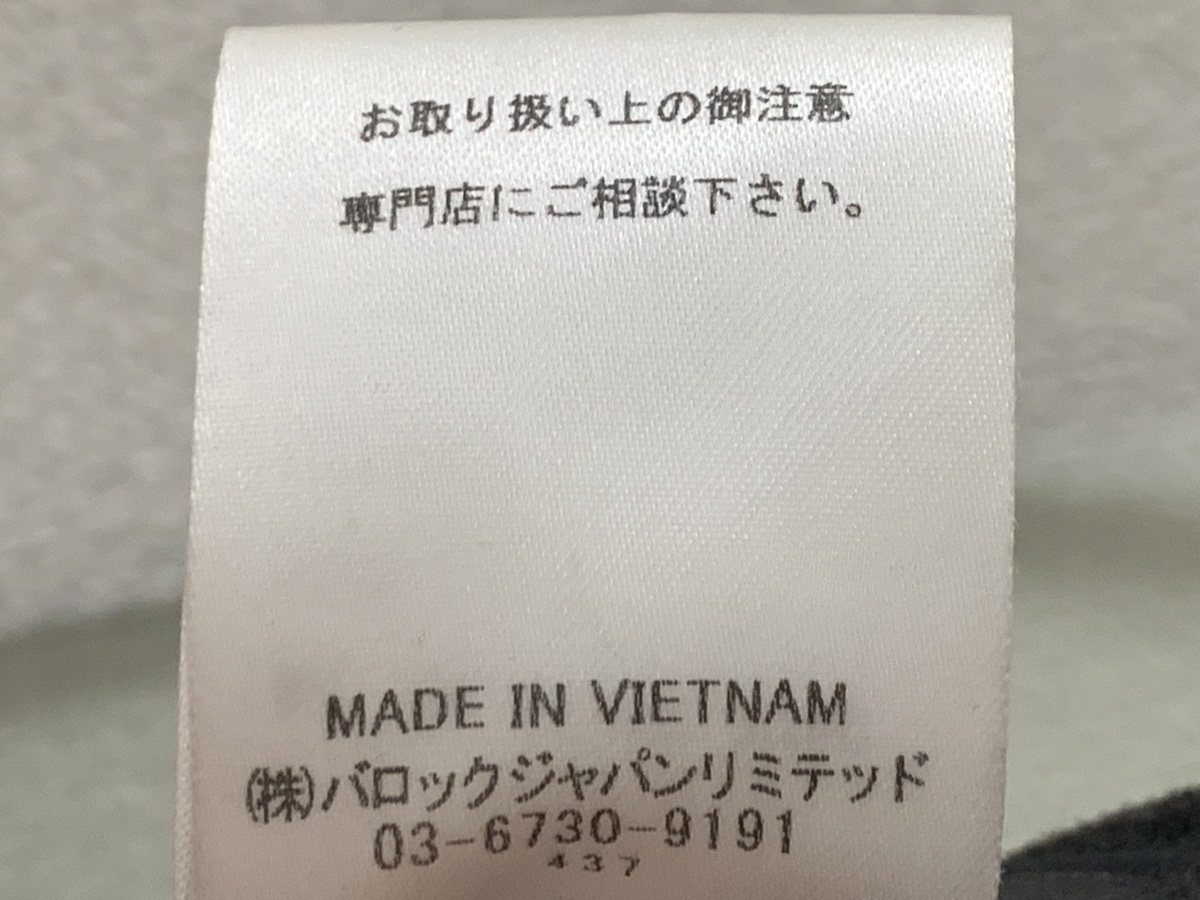 お取り扱い上の御注意
専門店にご相談下さい。
MADE IN VIETNAM
(株)バロックジャパンリミテッド
03-6730-9191
437